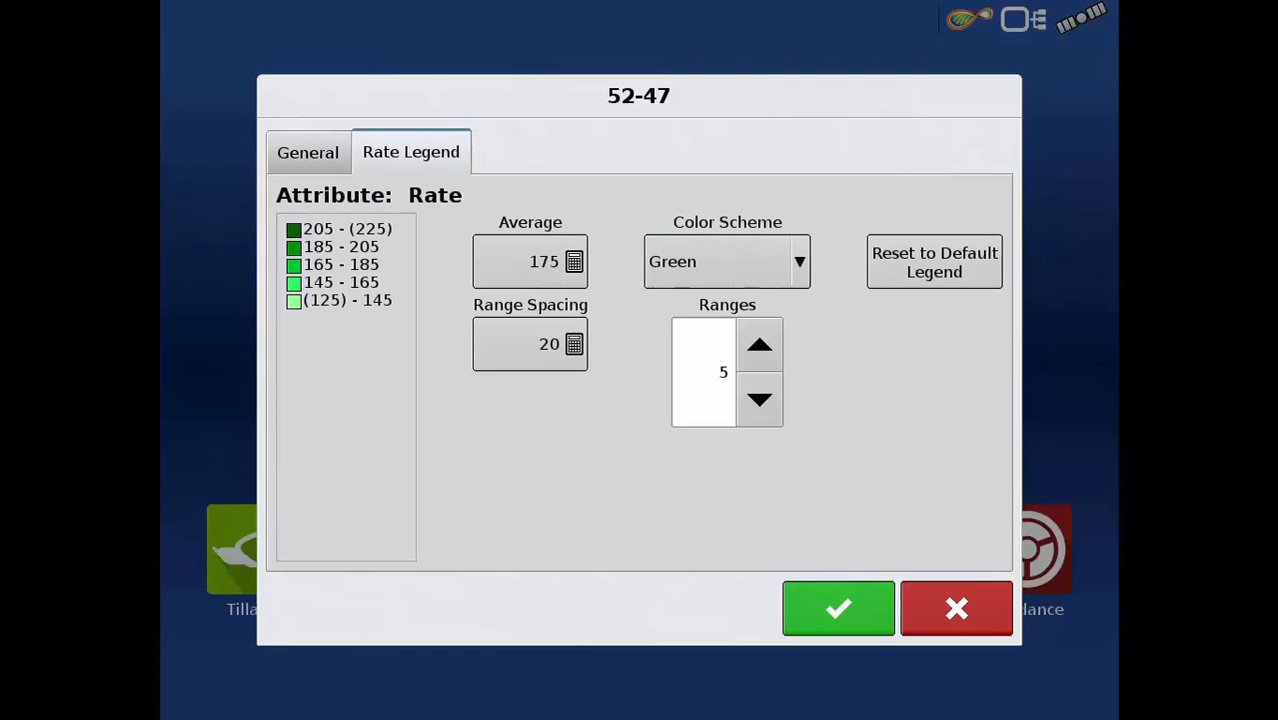 52-47
General
Rate Legend
Attribute: Rate
205 - (225)
185 - 205
165 - 185
145 - 165
(125) - 145
Average
175
Range Spacing
20
Color Scheme
Green
Ranges
5
Reset to Default
Legend
Tilla
dance